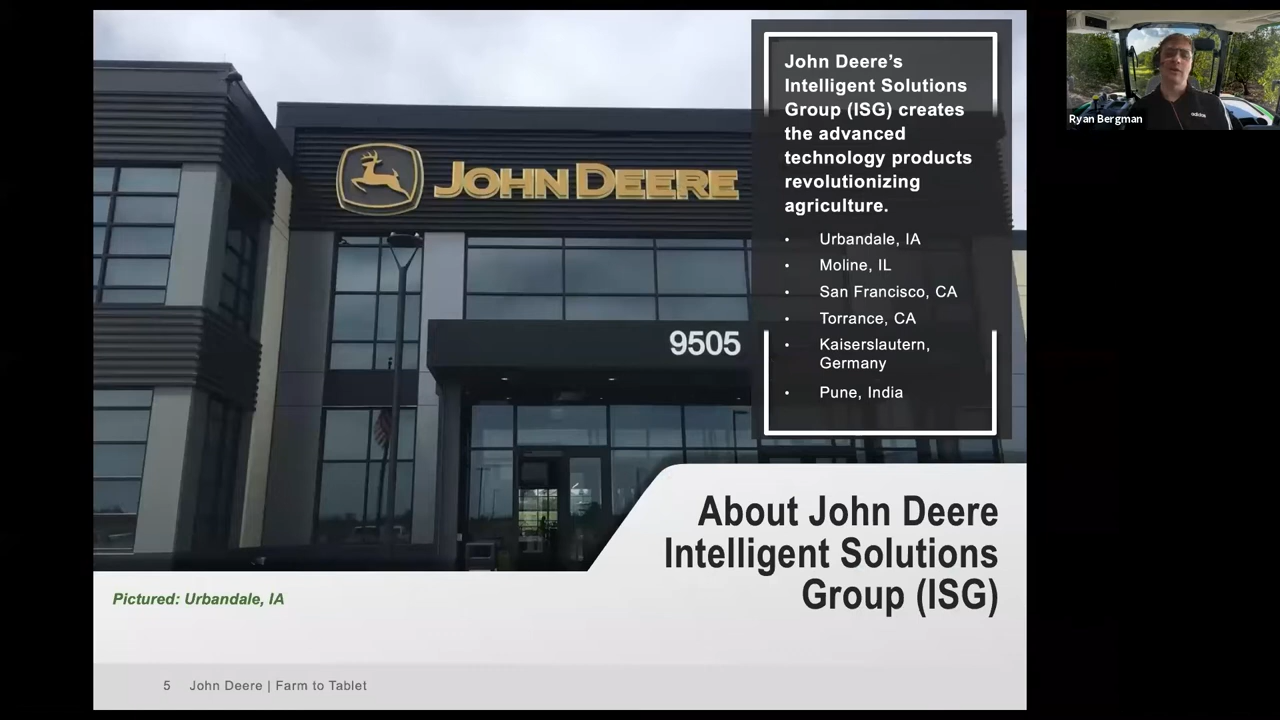 John Deere's
Intelligent Solutions
Group (ISG) creates
the advanced
technology products
revolutionizing
agriculture.
• Urbandale, IA
• Moline, IL
• San Francisco, CA
• Torrance, CA
• Kaiserslautern,
Germany
• Pune, India
JOHN DEERE
9505
About John Deere
Intelligent Solutions
Group (ISG)
Pictured: Urbandale, IA
5 John Deere | Farm to Tablet
adidas
Ryan Bergman